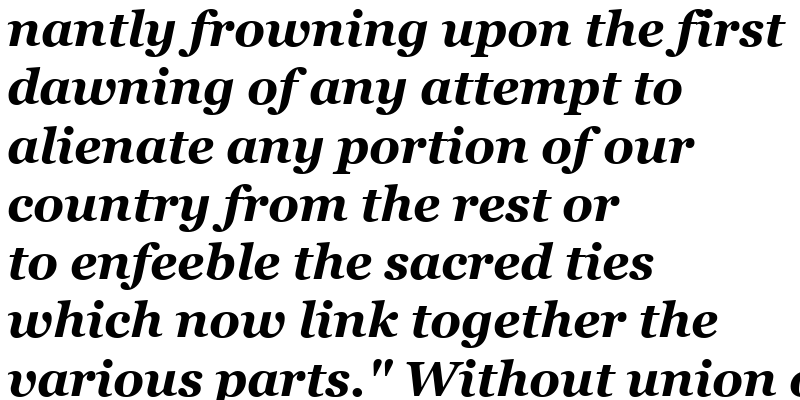 nantly frowning upon the first
dawning of any attempt to
alienate any portion of our
country from the rest or
to enfeeble the sacred ties
which now link together the
various parts." Without union